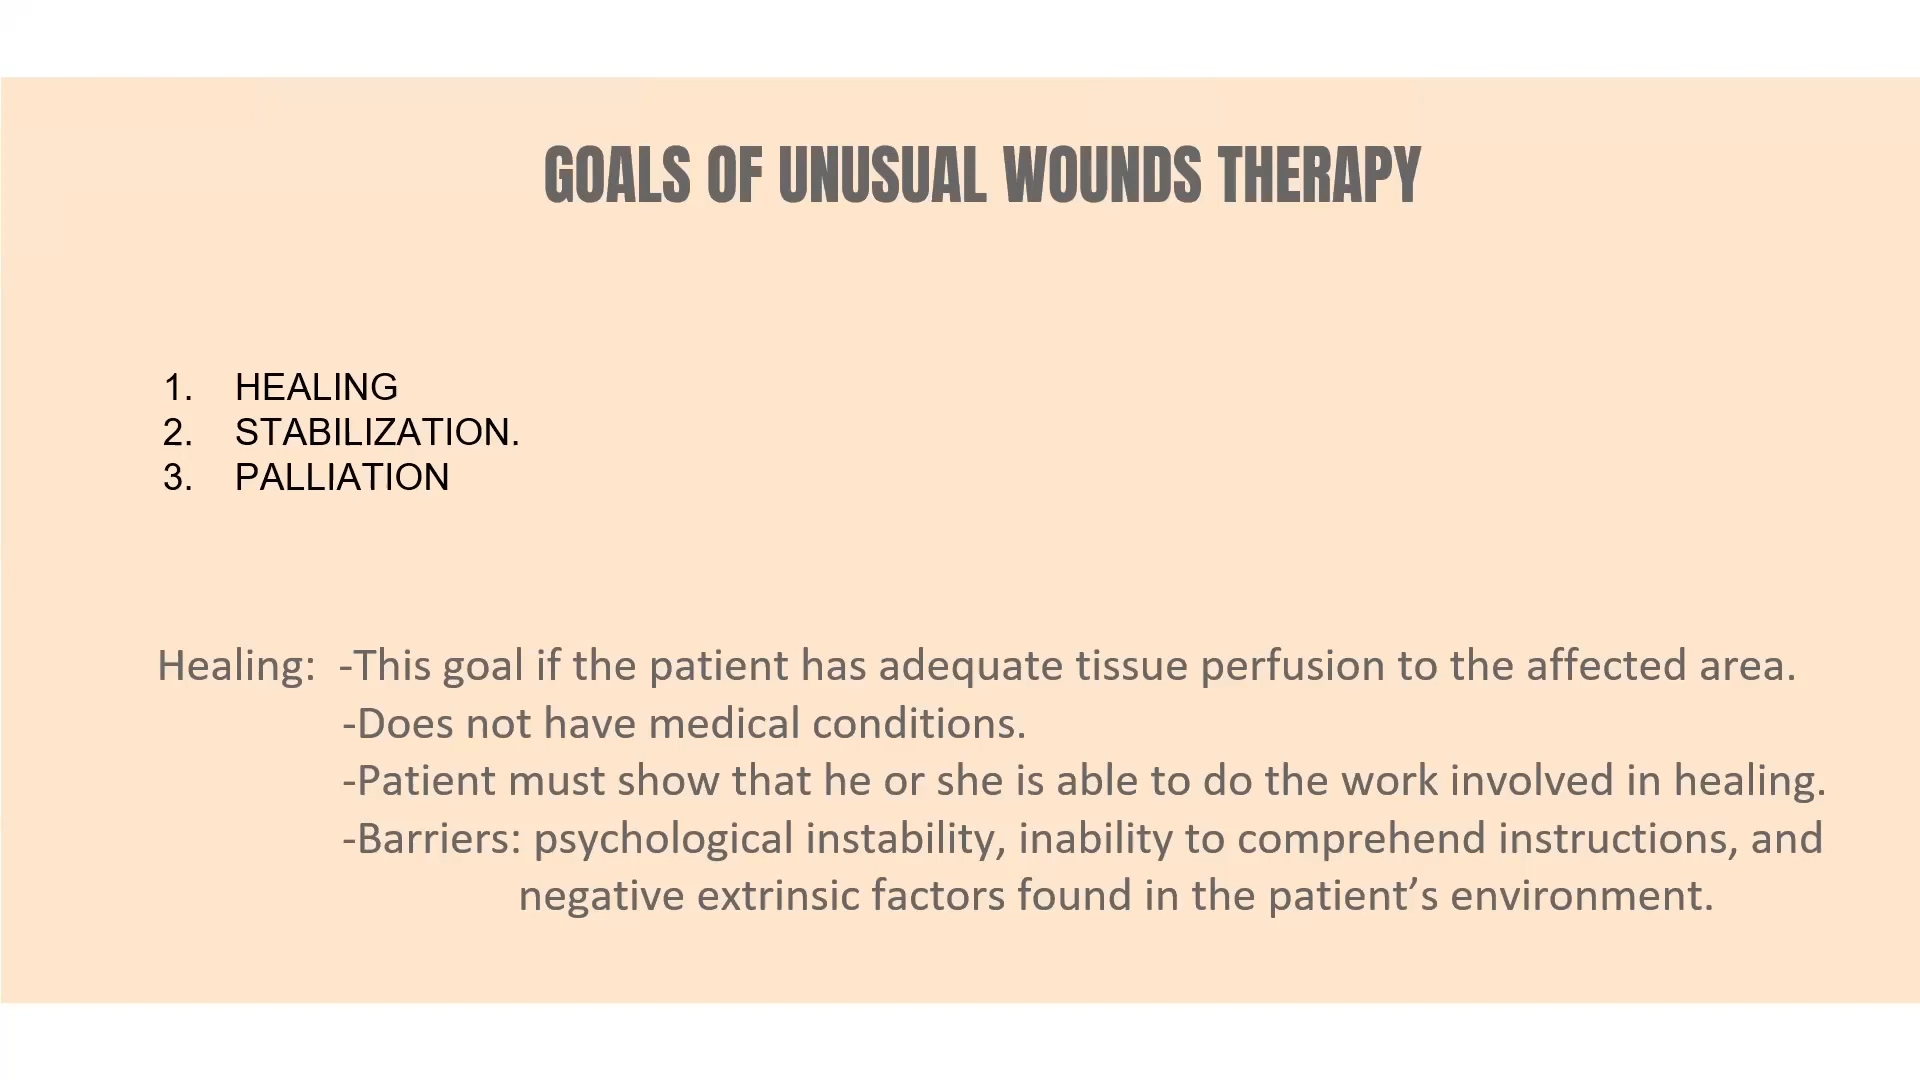 GOALS OF UNUSUAL WOUNDS THERAPY
1. HEALING
2. STABILIZATION.
3. PALLIATION
Healing: -This goal if the patient has adequate tissue perfusion to the affected area.
-Does not have medical conditions.
-Patient must show that he or she is able to do the work involved in healing.
-Barriers: psychological instability, inability to comprehend instructions, and
negative extrinsic factors found in the patient’s environment.